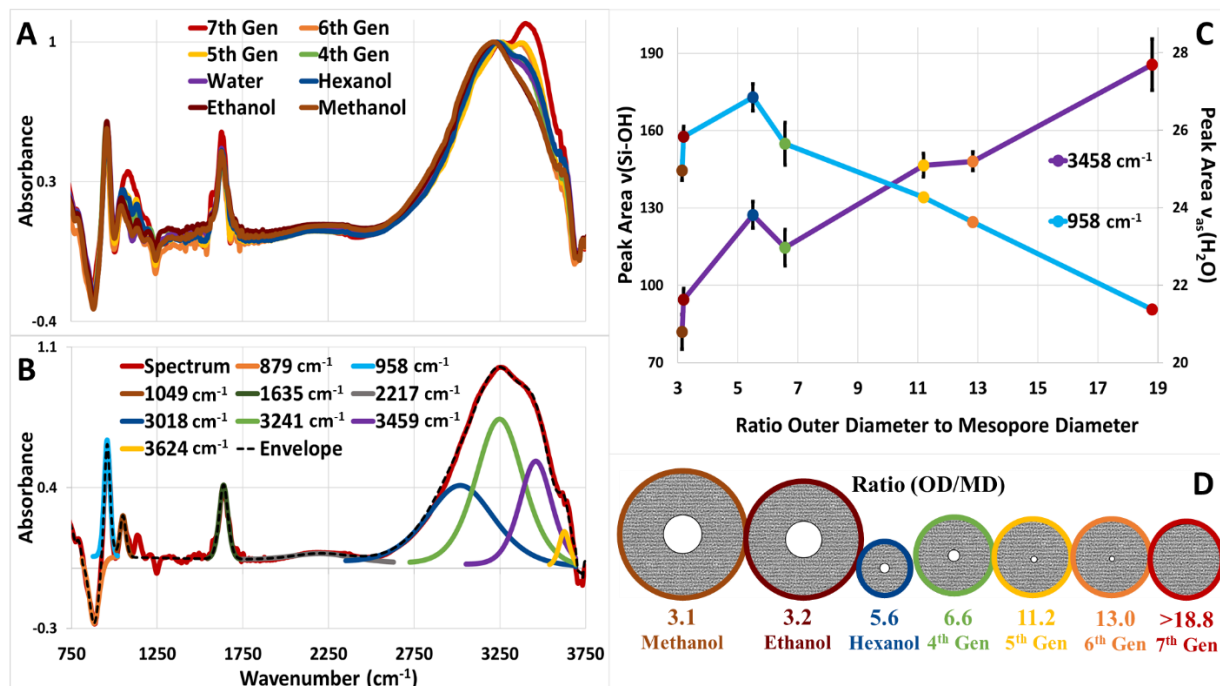 A
7th Gen 6th Gen
5th Gen 4th Gen
Water Hexanol
Ethanol Methanol
Absorbance
1
0.3
-0.4
B
1.1
Spectrum 879 cm⁻¹ 958 cm⁻¹
1049 cm⁻¹ 1635 cm⁻¹ 2217 cm⁻¹
3018 cm⁻¹ 3241 cm⁻¹ 3459 cm⁻¹
3624 cm⁻¹ Envelope
Absorbance
0.4
-0.3
750 1250 1750 2250 2750 3250 3750
Wavenumber (cm⁻¹)
C
Peak Area ν(Si-OH)
190
160
130
100
70
3458 cm⁻¹
958 cm⁻¹
28
26
24
22
20
Peak Area ν_as(H₂O)
3 5 7 9 11 13 15 17 19
Ratio Outer Diameter to Mesopore Diameter
Ratio (OD/MD) D
3.1 3.2 5.6 6.6 11.2 13.0 >18.8
Methanol Ethanol Hexanol 4th Gen 5th Gen 6th Gen 7th Gen